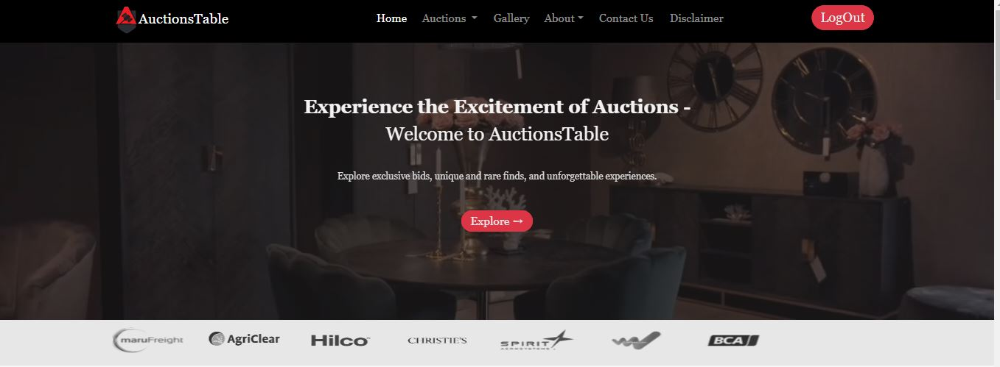 AuctionsTable
Home Auctions Gallery About Contact Us Disclaimer
LogOut
Experience the Excitement of Auctions -
Welcome to AuctionsTable
Explore exclusive bids, unique and rare finds, and unforgettable experiences.
Explore →
maruFreight AgriClear Hilco CHRISTIE'S SPIRIT AEROSYSTEMS BCA